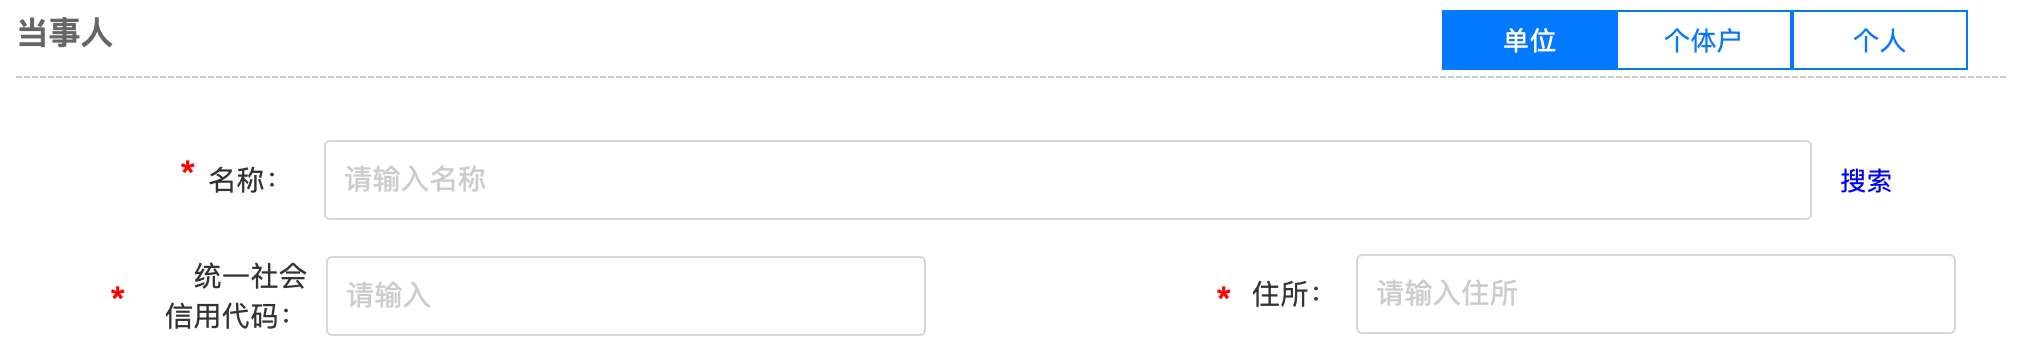 当事人
单位 个体户 个人
* 名称： 请输入名称 搜索
* 统一社会
信用代码： 请输入
* 住所： 请输入住所